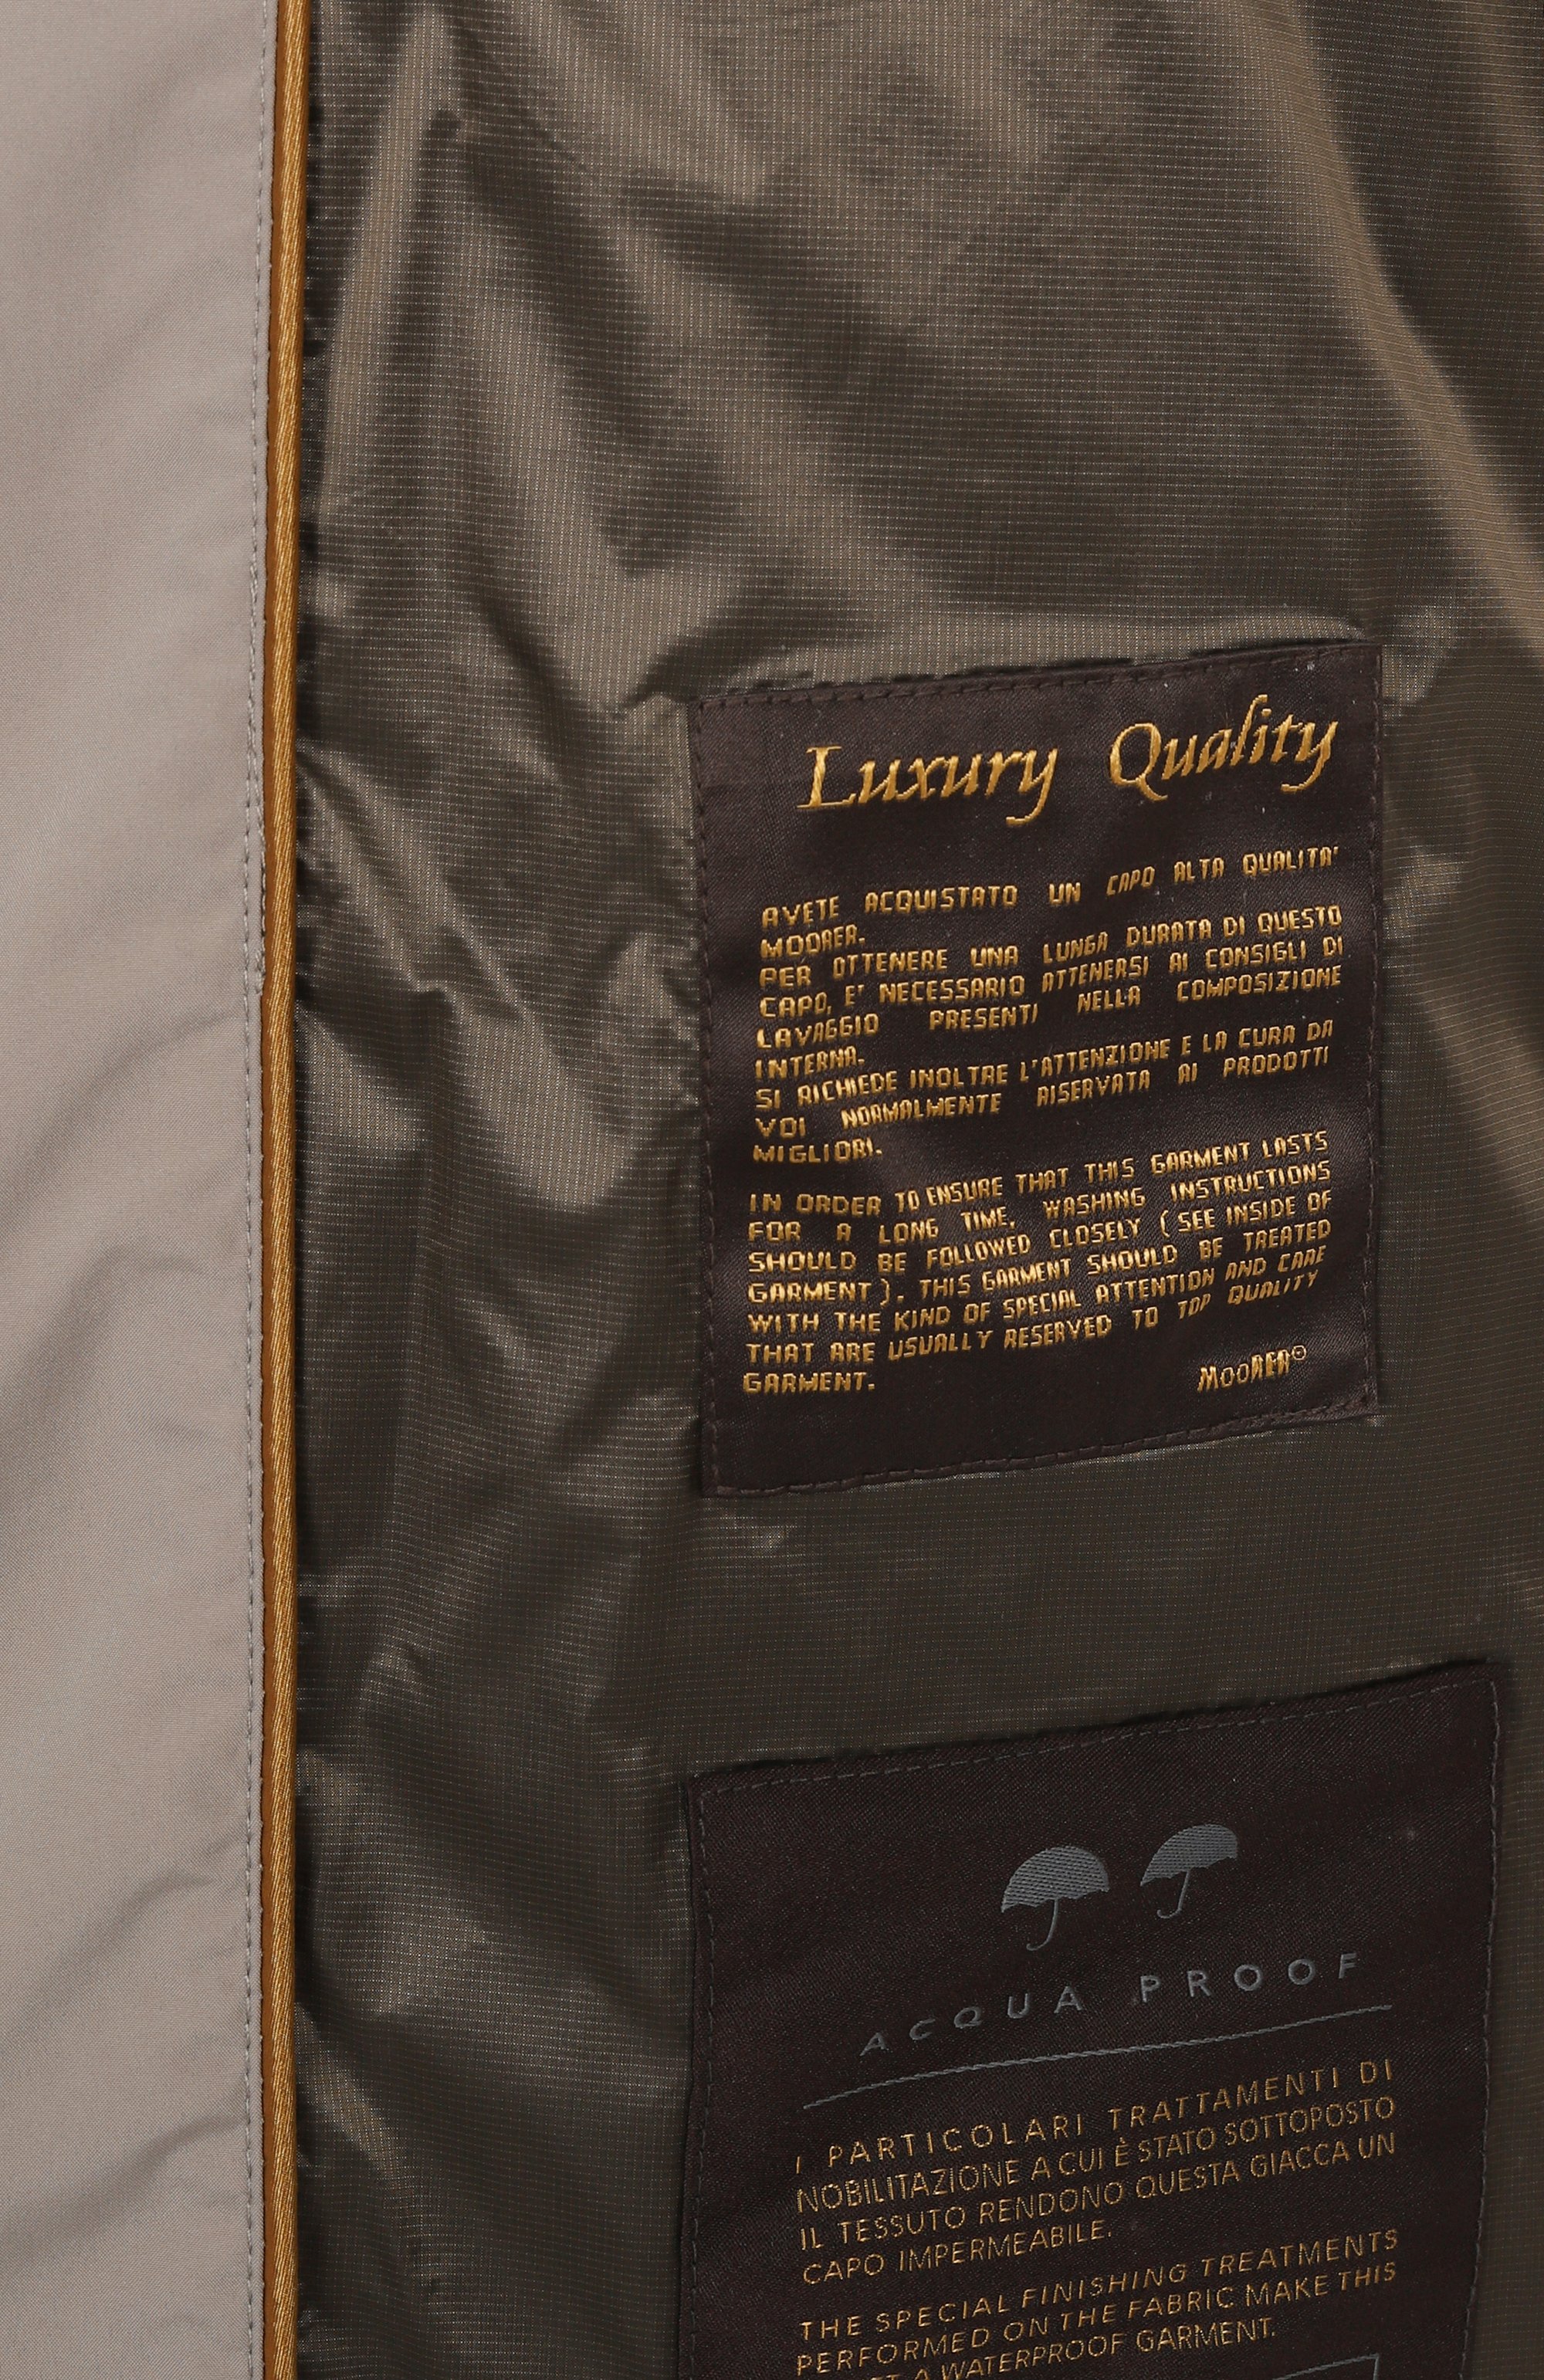 Luxury Quality
AVETE ACQUISTATO UN CAPO ALTA QUALITA'
MOORER.
PER OTTENERE UNA LUNGA DURATA DI QUESTO
CAPO, E' NECESSARIO ATTENERSI AI CONSIGLI DI
LAVAGGIO PRESENTI NELLA COMPOSIZIONE
INTERNA.
SI RICHIEDE INOLTRE L'ATTENZIONE E LA CURA DA
VOI NORMALMENTE RISERVATA AI PRODOTTI
MIGLIORI.
IN ORDER TO ENSURE THAT THIS GARMENT LASTS
FOR A LONG TIME, WASHING INSTRUCTIONS
SHOULD BE FOLLOWED CLOSELY (SEE INSIDE OF
GARMENT). THIS GARMENT SHOULD BE TREATED
WITH THE KIND OF SPECIAL ATTENTION AND CARE
THAT ARE USUALLY RESERVED TO TOP QUALITY
GARMENT.
MOORER©
ACQUA PROOF
I PARTICOLARI TRATTAMENTI DI
NOBILITAZIONE A CUI È STATO SOTTOPOSTO
IL TESSUTO RENDONO QUESTA GIACCA UN
CAPO IMPERMEABILE.
THE SPECIAL FINISHING TREATMENTS
PERFORMED ON THE FABRIC MAKE THIS
A WATERPROOF GARMENT.